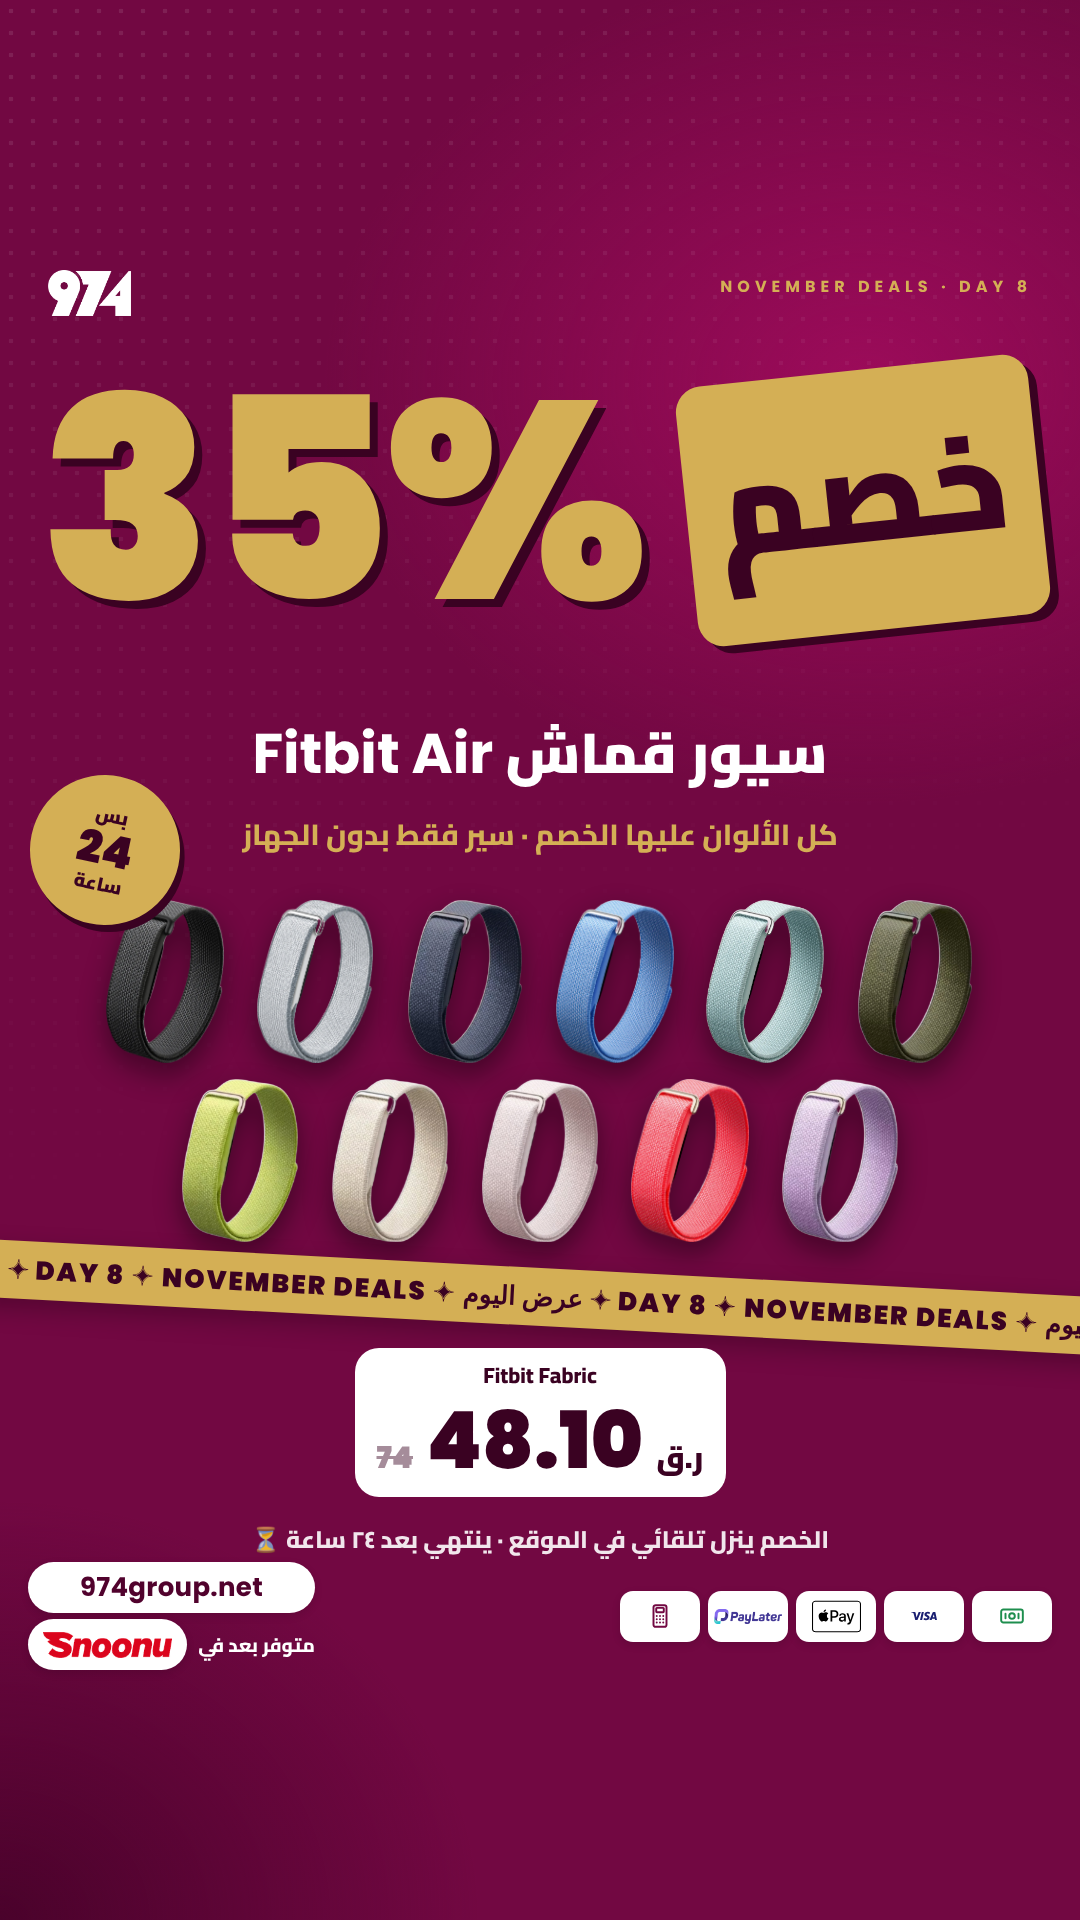 974
NOVEMBER DEALS · DAY 8
35% خصم
سيور قماش Fitbit Air
كل الألوان عليها الخصم · سير فقط بدون الجهاز
بس
24
ساعة
✦ DAY 8 ✦ NOVEMBER DEALS ✦ عرض اليوم ✦ DAY 8 ✦ NOVEMBER DEALS ✦
Fitbit Fabric
74 48.10 ر.ق
الخصم ينزل تلقائي في الموقع · ينتهي بعد ٢٤ ساعة ⏳
974group.net
متوفر بعد في Snoonu
PayLater
Pay
VISA